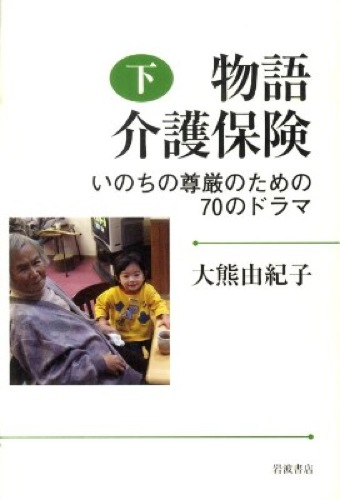 下 物語
介護保険
いのちの尊厳のための
70のドラマ
大熊由紀子
岩波書店